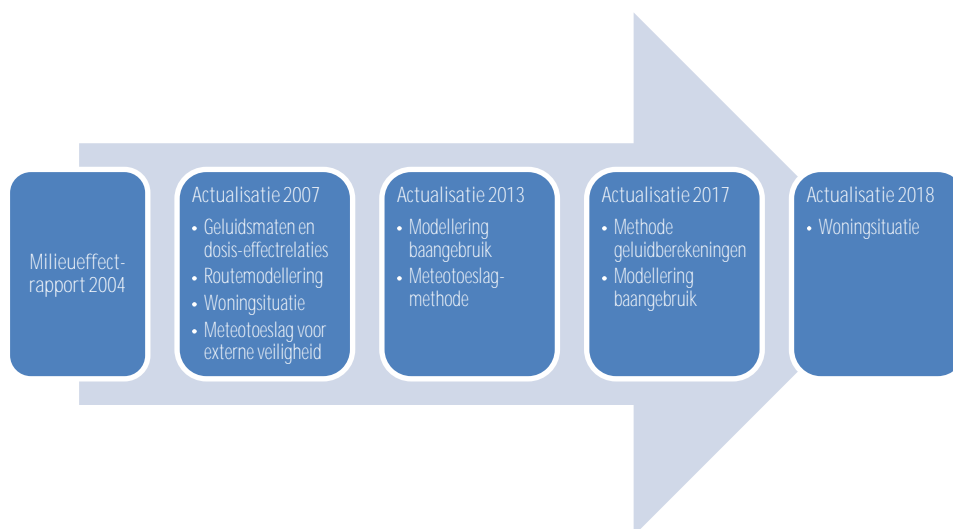 Milieueffect-
rapport 2004
Actualisatie 2007
• Geluidsmaten en
dosis-effectrelaties
• Routemodellering
• Woningsituatie
• Meteotoeslag voor
externe veiligheid
Actualisatie 2013
• Modellering
baangebruik
• Meteotoeslag-
methode
Actualisatie 2017
• Methode
geluidberekeningen
• Modellering
baangebruik
Actualisatie 2018
• Woningsituatie